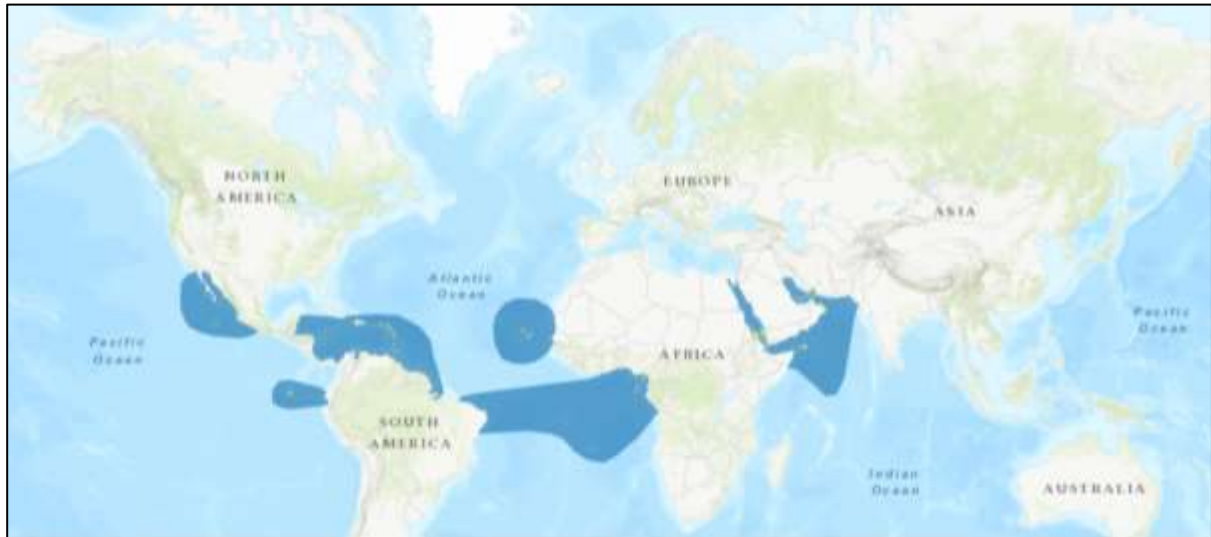 NORTH
AMERICA
EUROPE
ASIA
Atlantic
Ocean
Pacific
Ocean
Pacific
Ocean
AFRICA
SOUTH
AMERICA
Indian
Ocean
AUSTRALIA